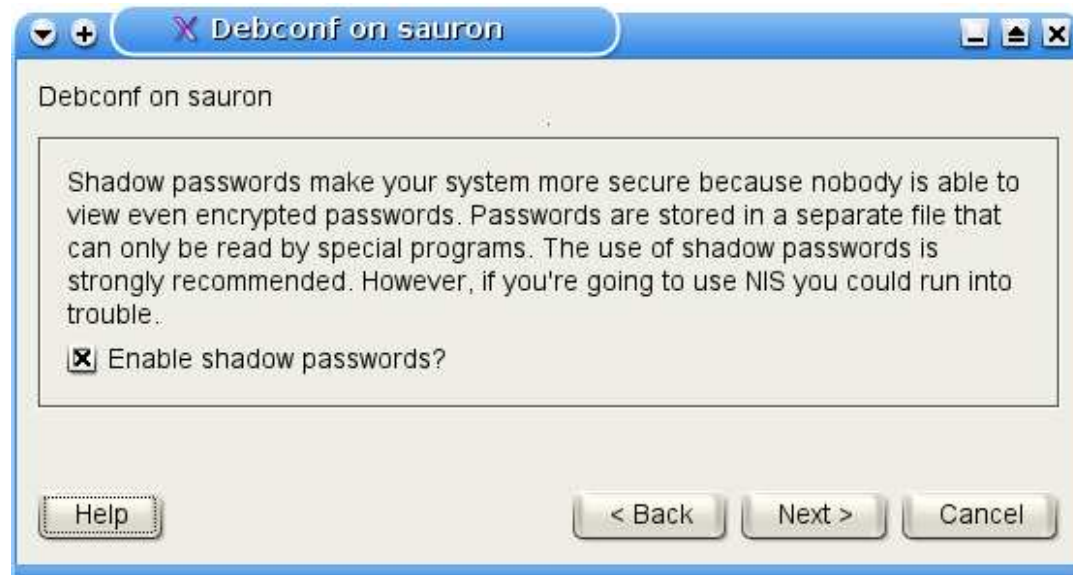 Debconf on sauron
Debconf on sauron
Shadow passwords make your system more secure because nobody is able to
view even encrypted passwords. Passwords are stored in a separate file that
can only be read by special programs. The use of shadow passwords is
strongly recommended. However, if you're going to use NIS you could run into
trouble.
Enable shadow passwords?
Help
< Back
Next >
Cancel